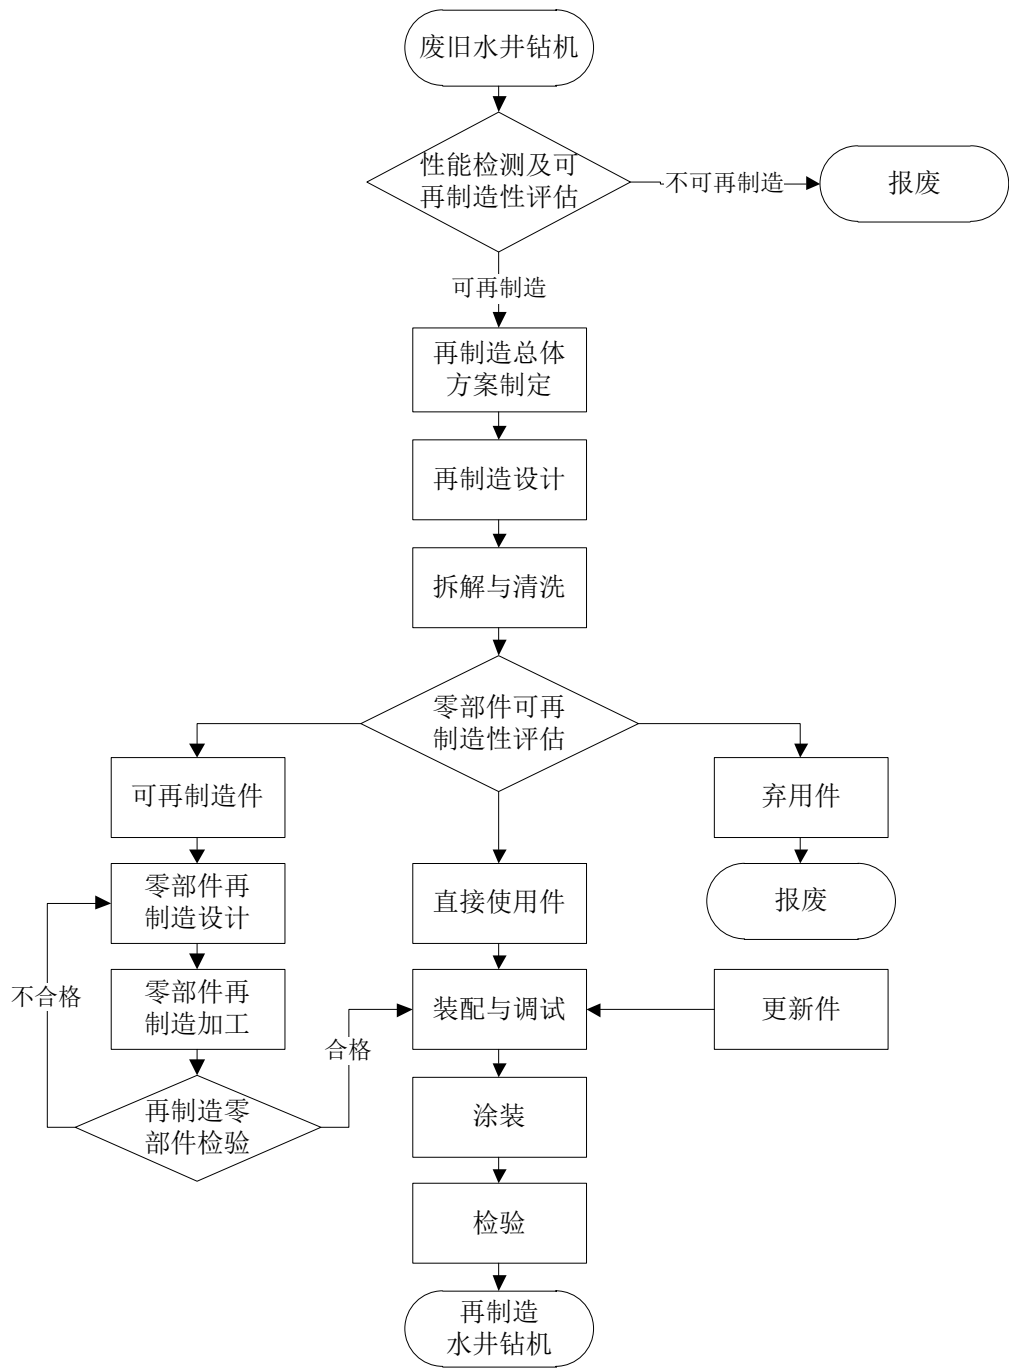 废旧水井钻机
性能检测及可
再制造性评估
不可再制造
报废
可再制造
再制造总体
方案制定
再制造设计
拆解与清洗
零部件可再
制造性评估
可再制造件
弃用件
零部件再
制造设计
直接使用件
报废
不合格
零部件再
制造加工
合格
装配与调试
更新件
再制造零
部件检验
涂装
检验
再制造
水井钻机